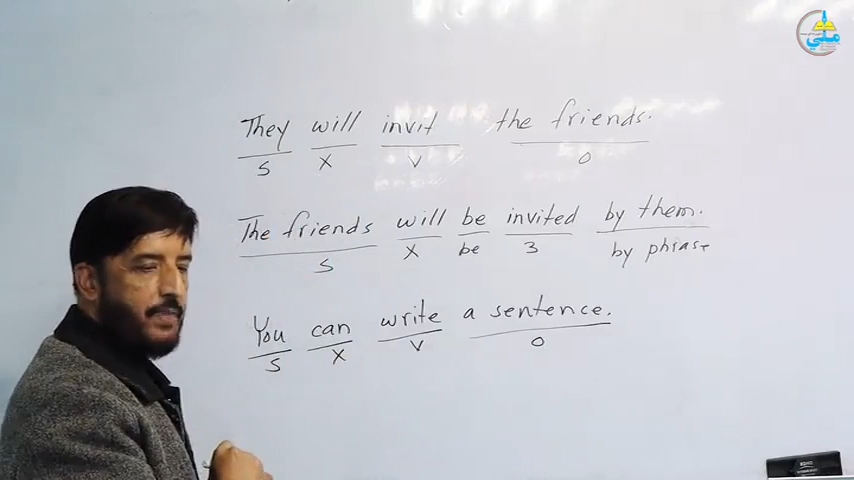 They will invit the friends.
S X V O
The friends will be invited by them.
S X be 3 by phrase
You can write a sentence.
S X V O